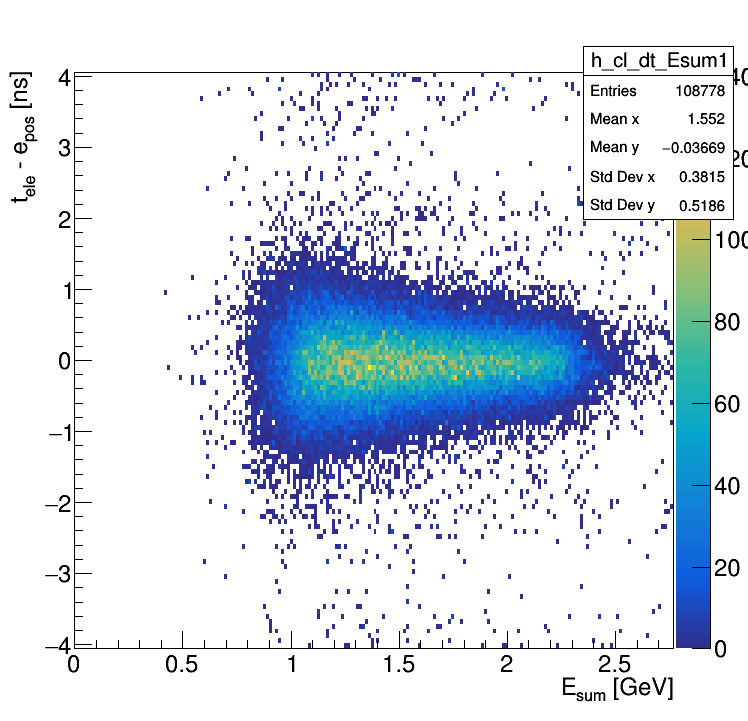 h_cl_dt_Esum1
Entries 108778
Mean x 1.552
Mean y −0.03669
Std Dev x 0.3815
Std Dev y 0.5186
t_ele - e_pos [ns]
4
3
2
1
0
−1
−2
−3
−4
0 0.5 1 1.5 2 2.5
E_sum [GeV]
100
80
60
40
20
0